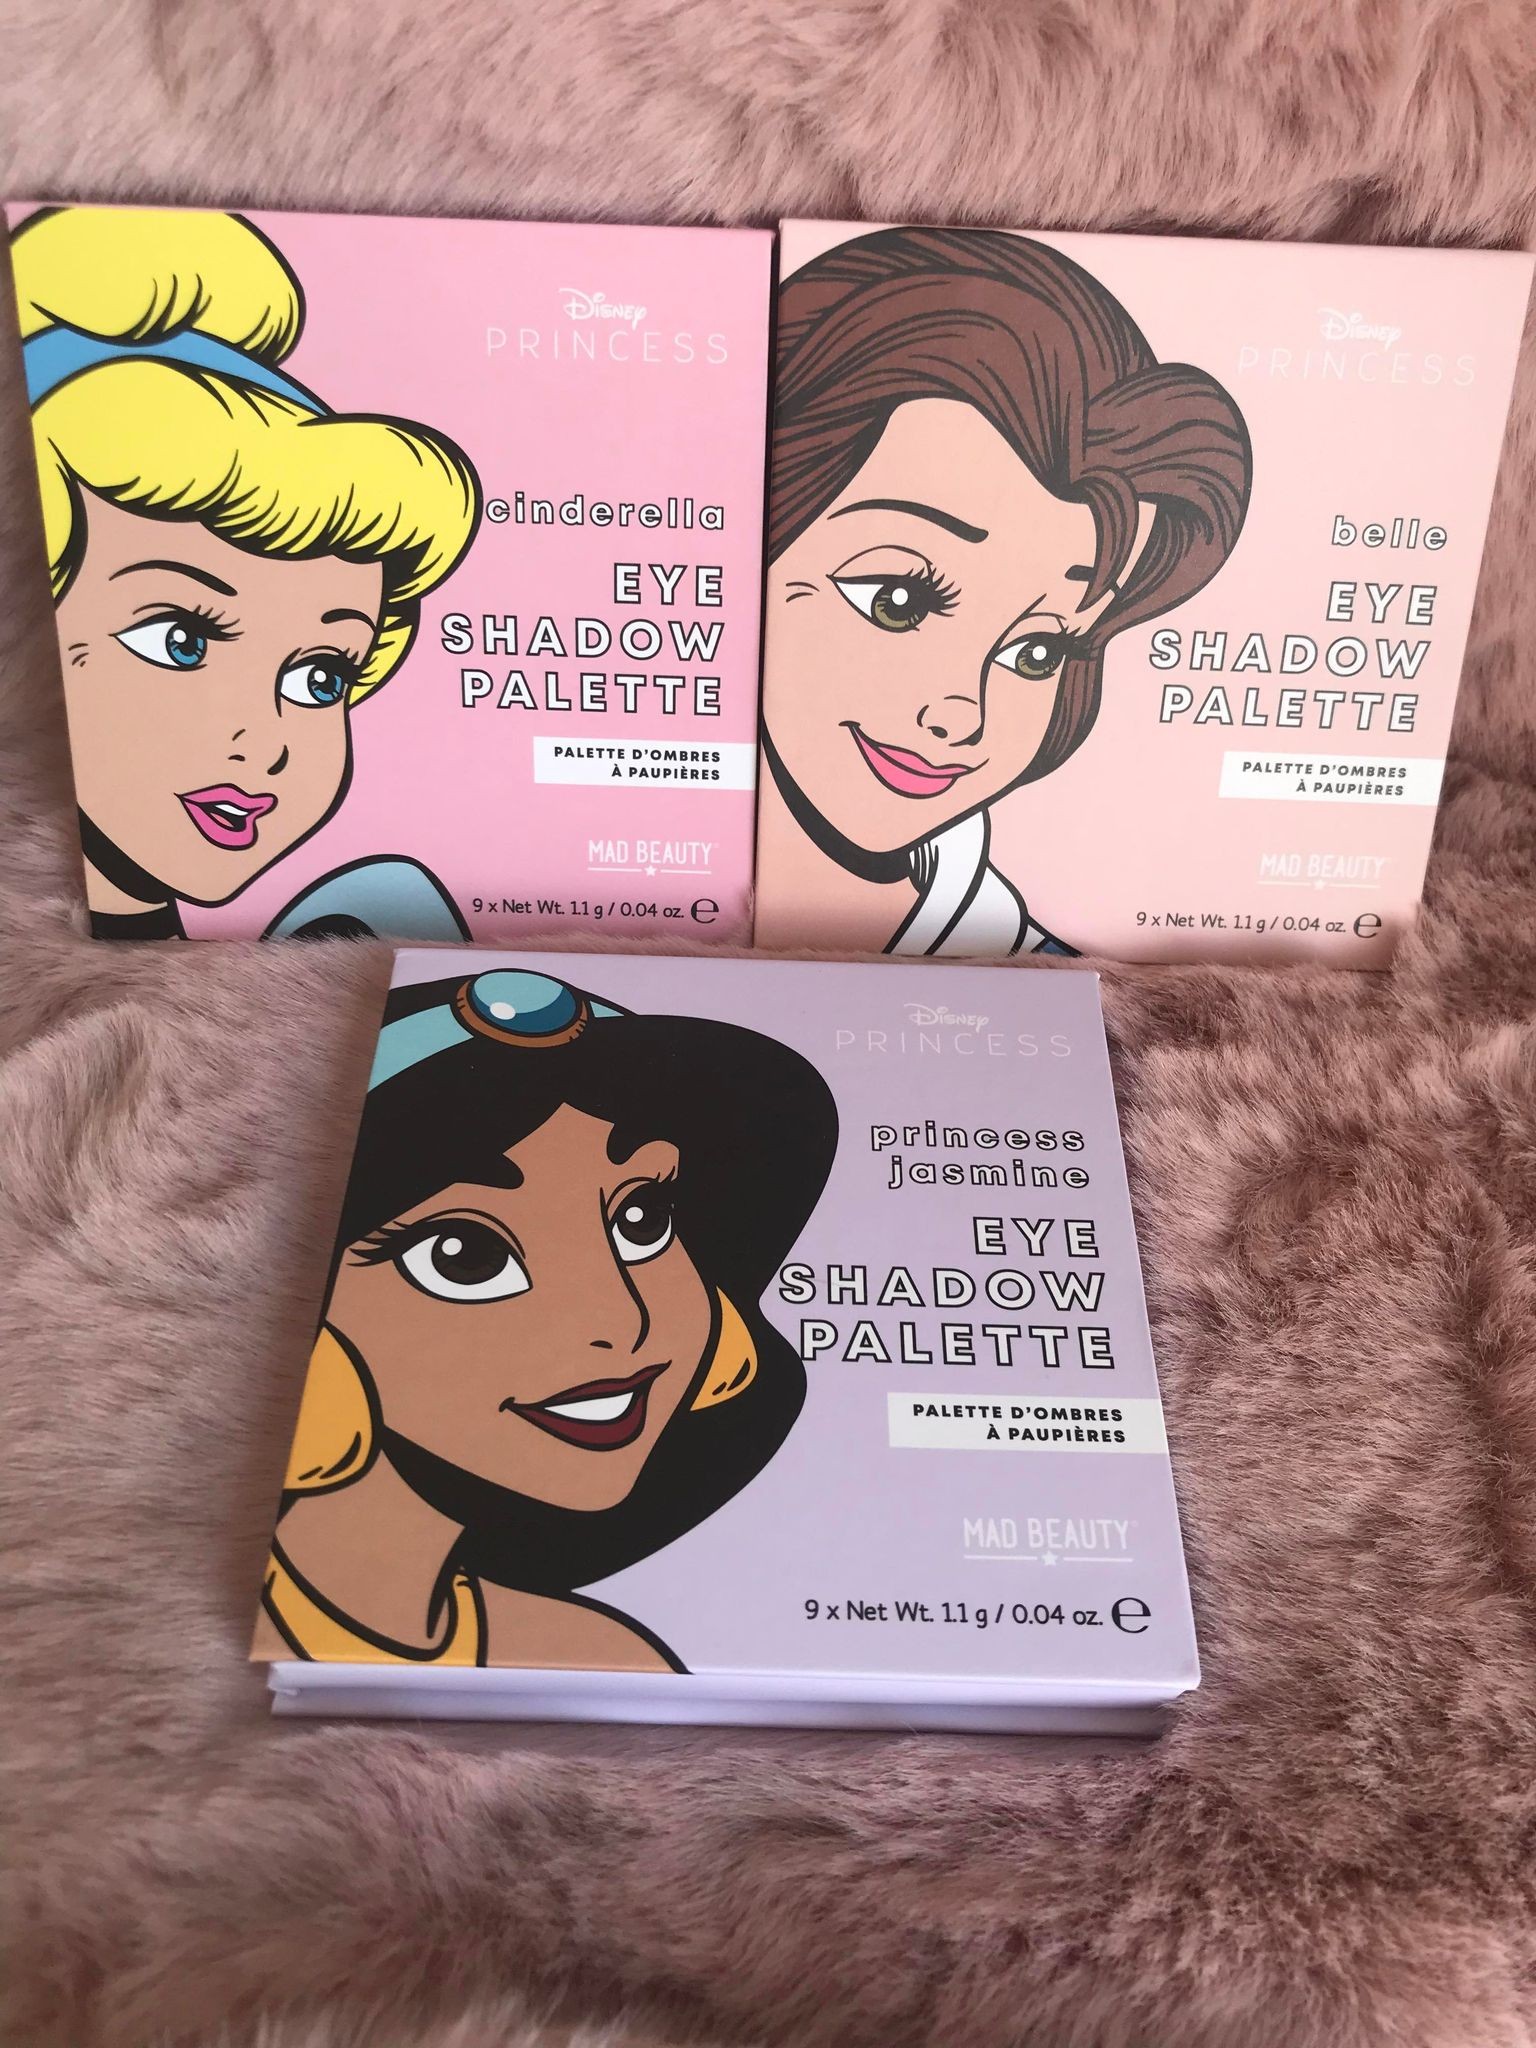 Disney
PRINCESS
cinderella
EYE
SHADOW
PALETTE
PALETTE D'OMBRES
À PAUPIÈRES
MAD BEAUTY
9 x Net Wt. 1.1 g / 0.04 oz. ℮
Disney
PRINCESS
belle
EYE
SHADOW
PALETTE
PALETTE D'OMBRES
À PAUPIÈRES
MAD BEAUTY
9 x Net Wt. 1.1 g / 0.04 oz. ℮
Disney
PRINCESS
princess
jasmine
EYE
SHADOW
PALETTE
PALETTE D'OMBRES
À PAUPIÈRES
MAD BEAUTY
9 x Net Wt. 1.1 g / 0.04 oz. ℮